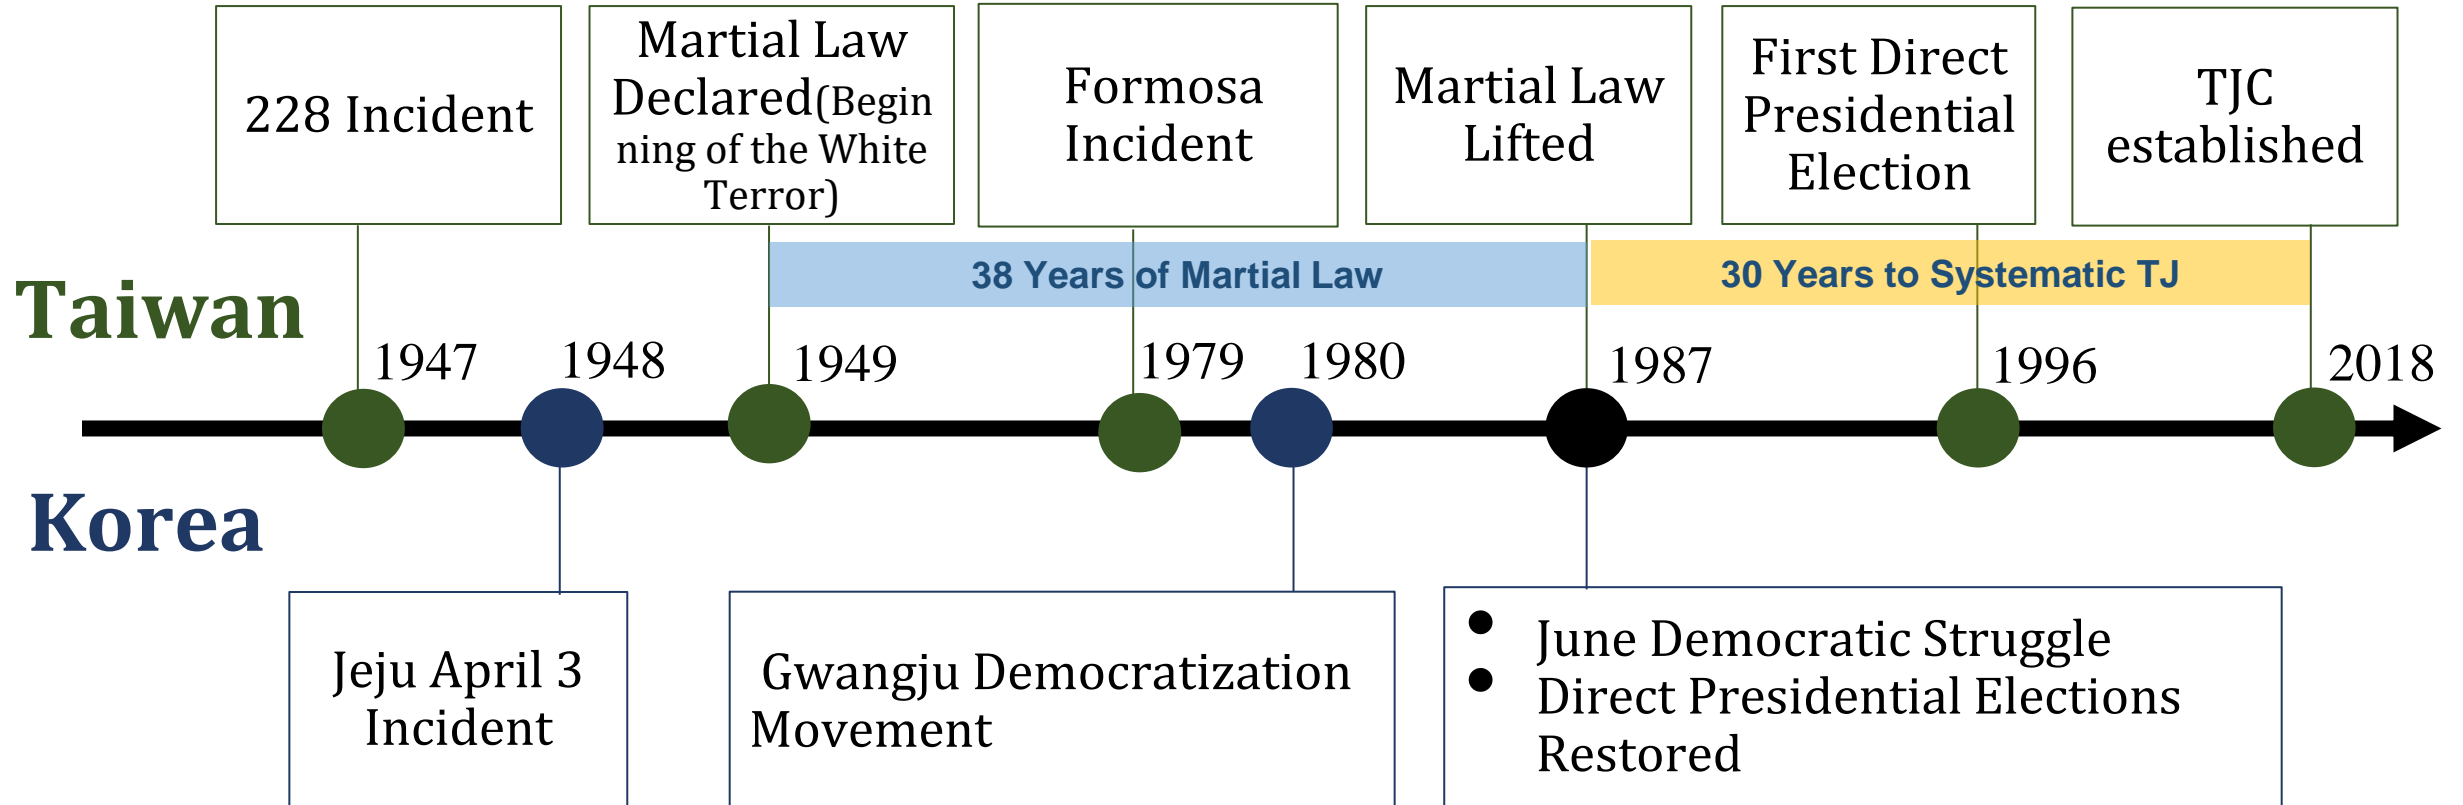 228 Incident
Martial Law
Declared(Begin
ning of the White
Terror)
Formosa
Incident
Martial Law
Lifted
First Direct
Presidential
Election
TJC
established
38 Years of Martial Law
30 Years to Systematic TJ
Taiwan
1947
1948
1949
1979
1980
1987
1996
2018
Korea
Jeju April 3
Incident
Gwangju Democratization
Movement
● June Democratic Struggle
● Direct Presidential Elections
Restored